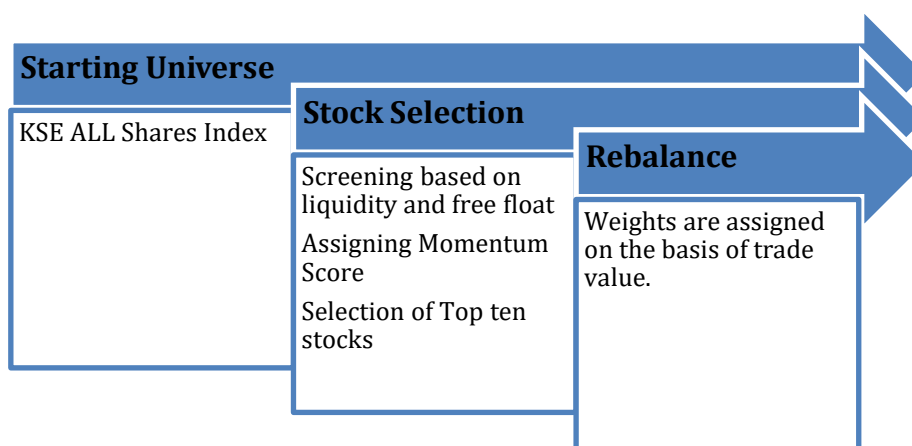 Starting Universe
KSE ALL Shares Index
Stock Selection
Screening based on
liquidity and free float
Assigning Momentum
Score
Selection of Top ten
stocks
Rebalance
Weights are assigned
on the basis of trade
value.